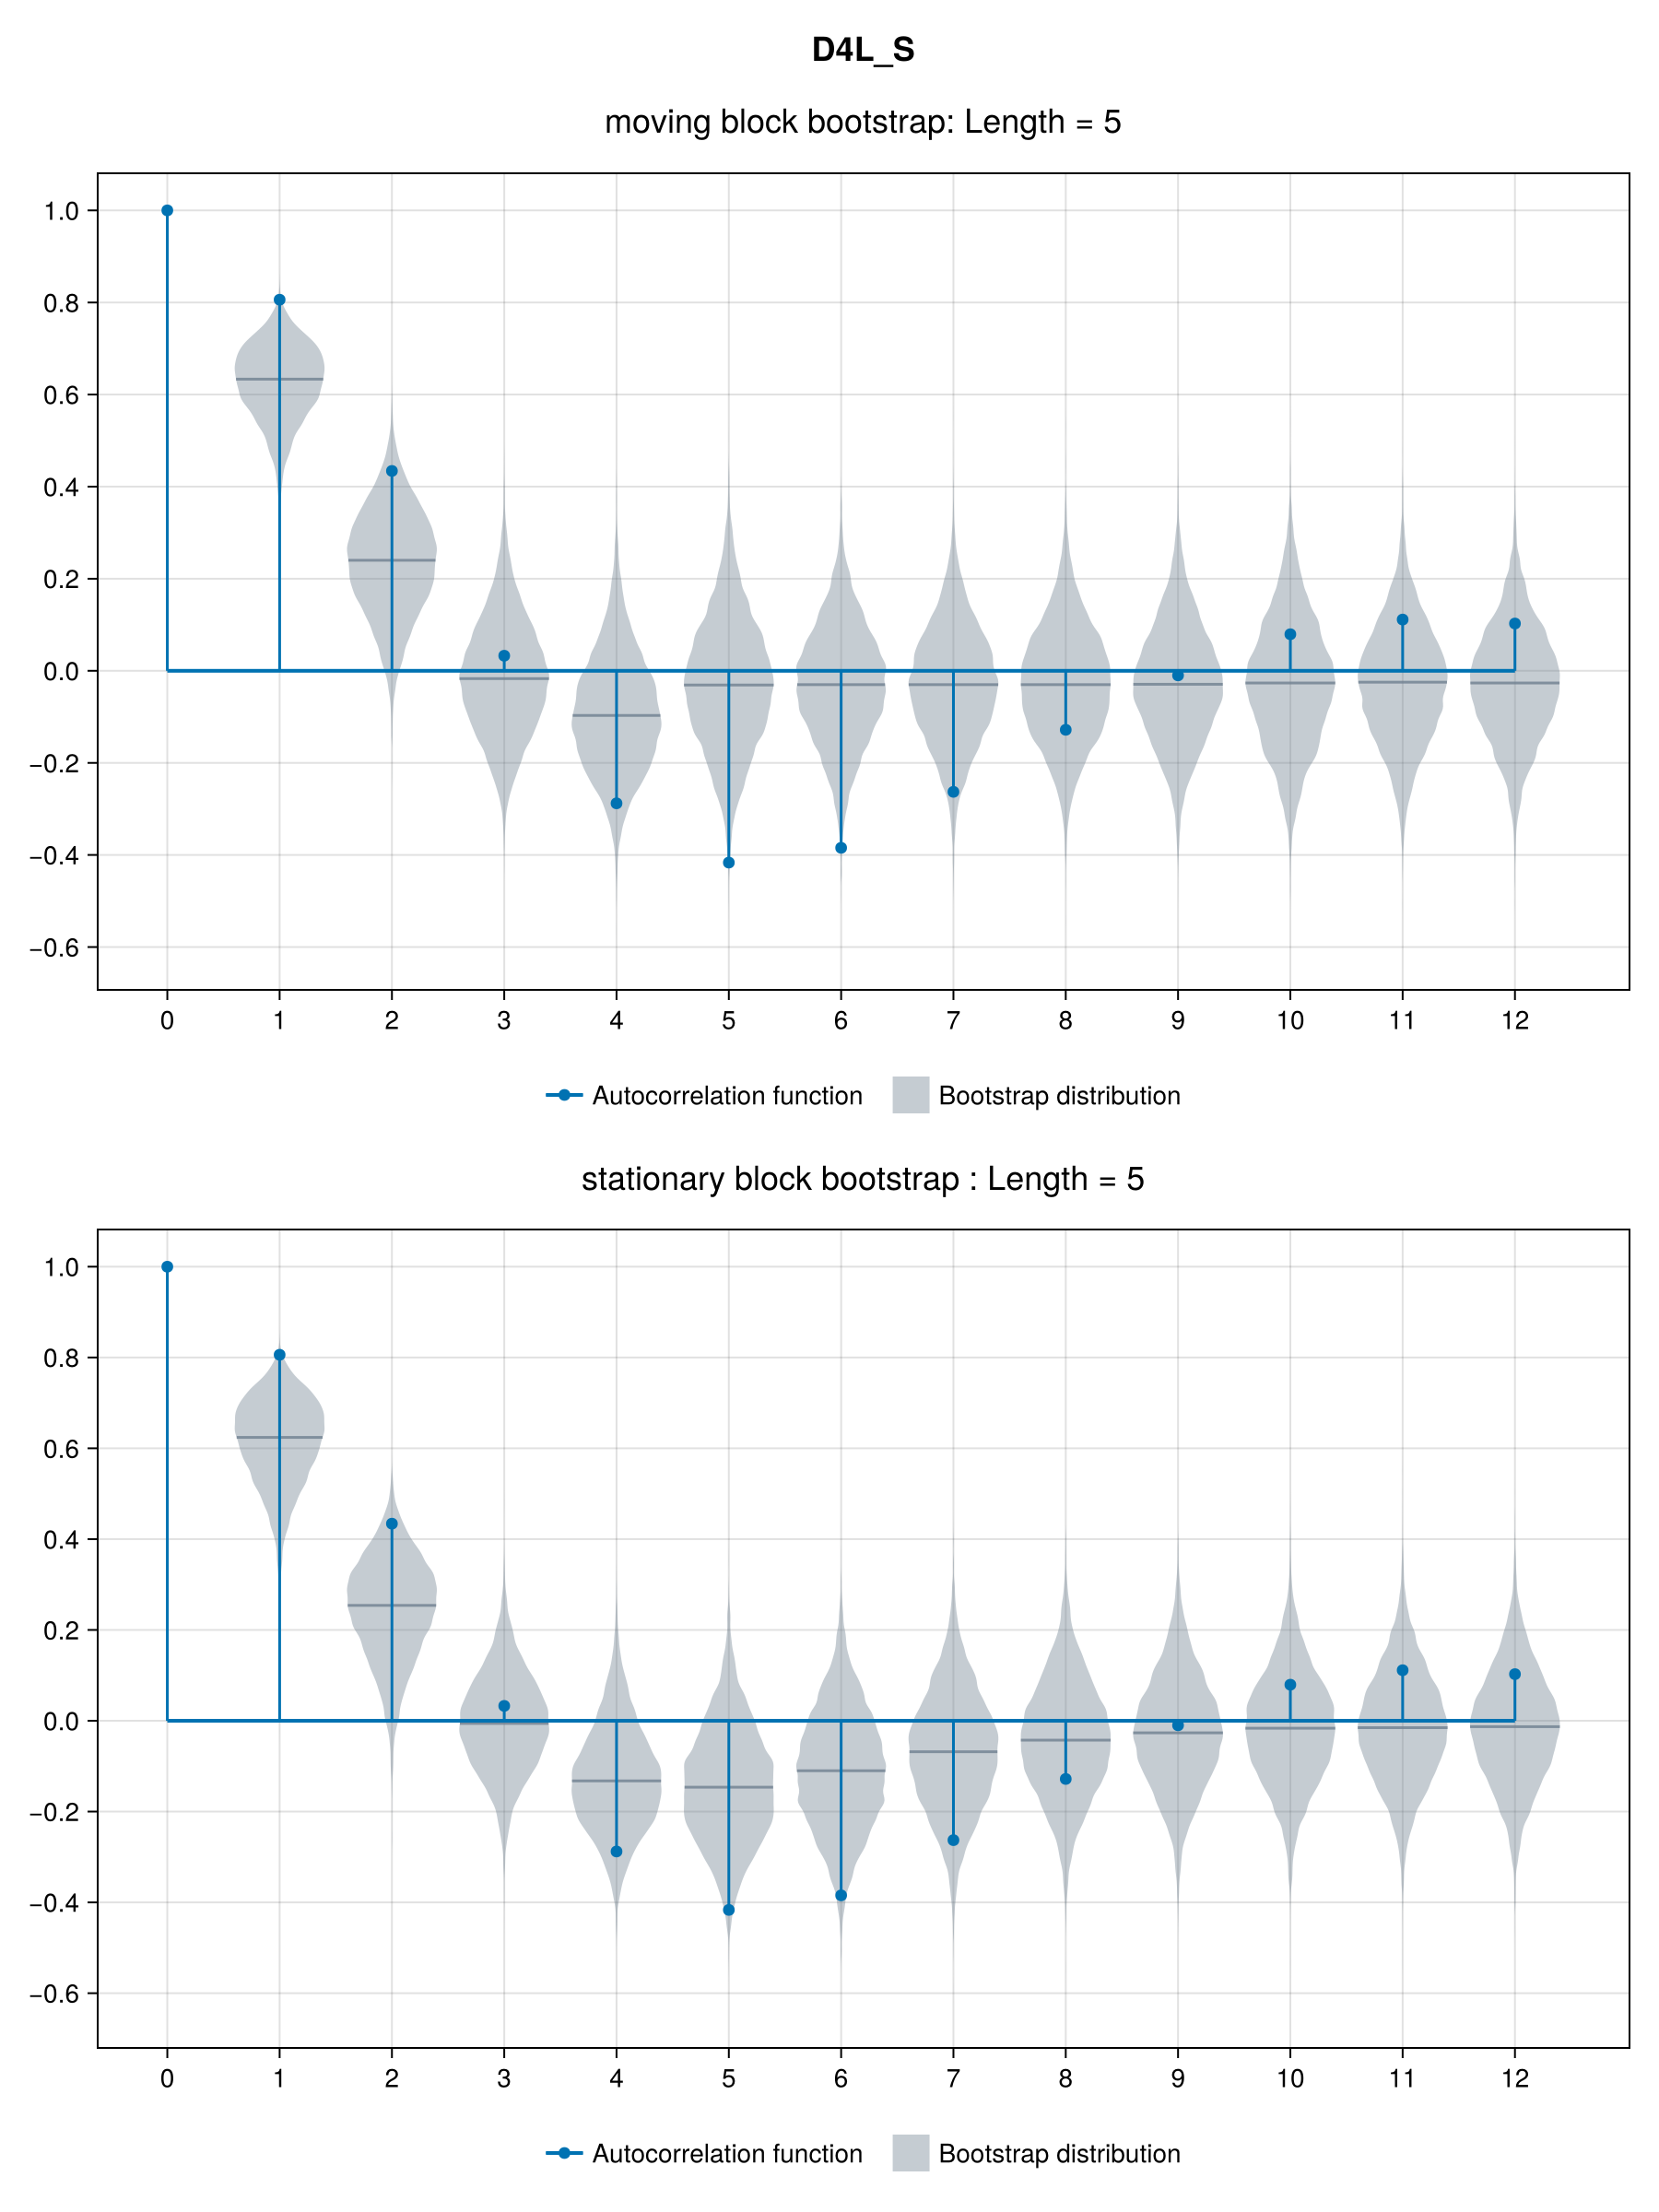 D4L_S
moving block bootstrap: Length = 5
1.0
0.8
0.6
0.4
0.2
0.0
−0.2
−0.4
−0.6
0 1 2 3 4 5 6 7 8 9 10 11 12
Autocorrelation function Bootstrap distribution
stationary block bootstrap : Length = 5
1.0
0.8
0.6
0.4
0.2
0.0
−0.2
−0.4
−0.6
0 1 2 3 4 5 6 7 8 9 10 11 12
Autocorrelation function Bootstrap distribution